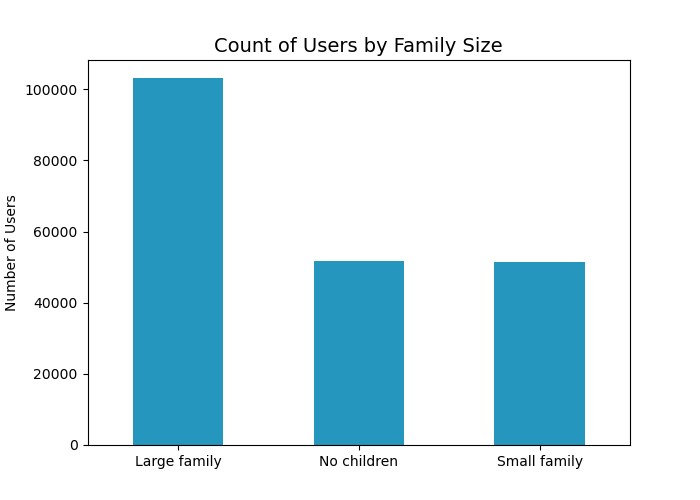 Count of Users by Family Size
Number of Users
100000
80000
60000
40000
20000
0
Large family
No children
Small family